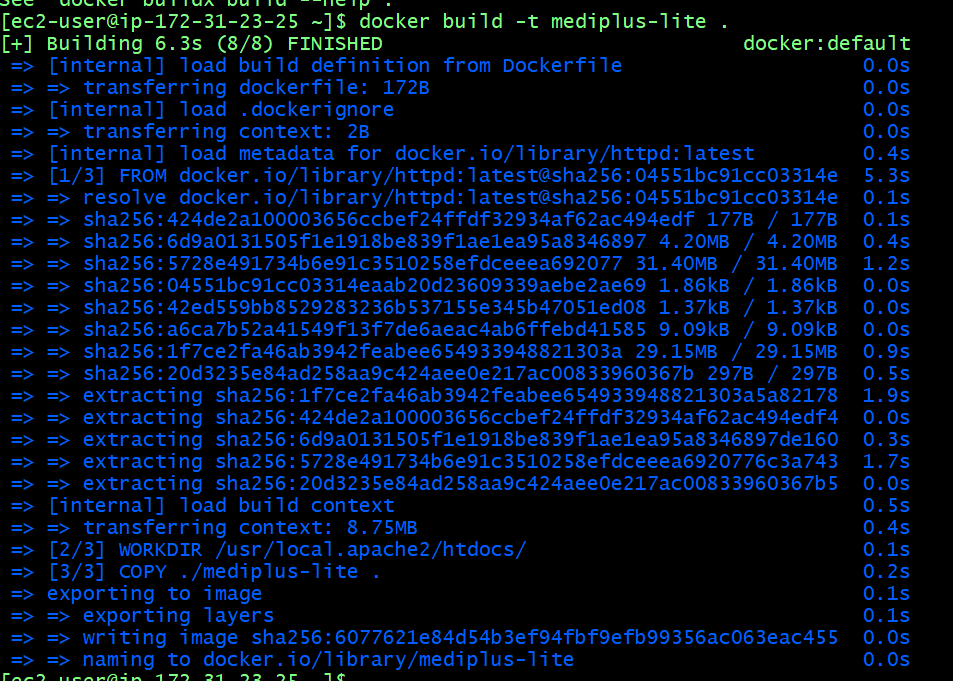 see 'docker buildx build --help'.
[ec2-user@ip-172-31-23-25 ~]$ docker build -t mediplus-lite .
[+] Building 6.3s (8/8) FINISHED docker:default
=> [internal] load build definition from Dockerfile 0.0s
=> => transferring dockerfile: 172B 0.0s
=> [internal] load .dockerignore 0.0s
=> => transferring context: 2B 0.0s
=> [internal] load metadata for docker.io/library/httpd:latest 0.4s
=> [1/3] FROM docker.io/library/httpd:latest@sha256:04551bc91cc03314e 5.3s
=> => resolve docker.io/library/httpd:latest@sha256:04551bc91cc03314e 0.1s
=> => sha256:424de2a100003656ccbef24ffdf32934af62ac494edf 177B / 177B 0.1s
=> => sha256:6d9a0131505f1e1918be839f1ae1ea95a8346897 4.20MB / 4.20MB 0.4s
=> => sha256:5728e491734b6e91c3510258efdceeea692077 31.40MB / 31.40MB 1.2s
=> => sha256:04551bc91cc03314eaab20d23609339aebe2ae69 1.86kB / 1.86kB 0.0s
=> => sha256:42ed559bb8529283236b537155e345b47051ed08 1.37kB / 1.37kB 0.0s
=> => sha256:a6ca7b52a41549f13f7de6aeac4ab6ffebd41585 9.09kB / 9.09kB 0.0s
=> => sha256:1f7ce2fa46ab3942feabee654933948821303a 29.15MB / 29.15MB 0.9s
=> => sha256:20d3235e84ad258aa9c424aee0e217ac00833960367b 297B / 297B 0.5s
=> => extracting sha256:1f7ce2fa46ab3942feabee654933948821303a5a82178 1.9s
=> => extracting sha256:424de2a100003656ccbef24ffdf32934af62ac494edf4 0.0s
=> => extracting sha256:6d9a0131505f1e1918be839f1ae1ea95a8346897de160 0.3s
=> => extracting sha256:5728e491734b6e91c3510258efdceeea6920776c3a743 1.7s
=> => extracting sha256:20d3235e84ad258aa9c424aee0e217ac00833960367b5 0.0s
=> [internal] load build context 0.5s
=> => transferring context: 8.75MB 0.4s
=> [2/3] WORKDIR /usr/local.apache2/htdocs/ 0.1s
=> [3/3] COPY ./mediplus-lite . 0.2s
=> exporting to image 0.1s
=> => exporting layers 0.1s
=> => writing image sha256:6077621e84d54b3ef94fbf9efb99356ac063eac455 0.0s
=> => naming to docker.io/library/mediplus-lite 0.0s
[ec2-user@ip-172-31-23-25 ~]$